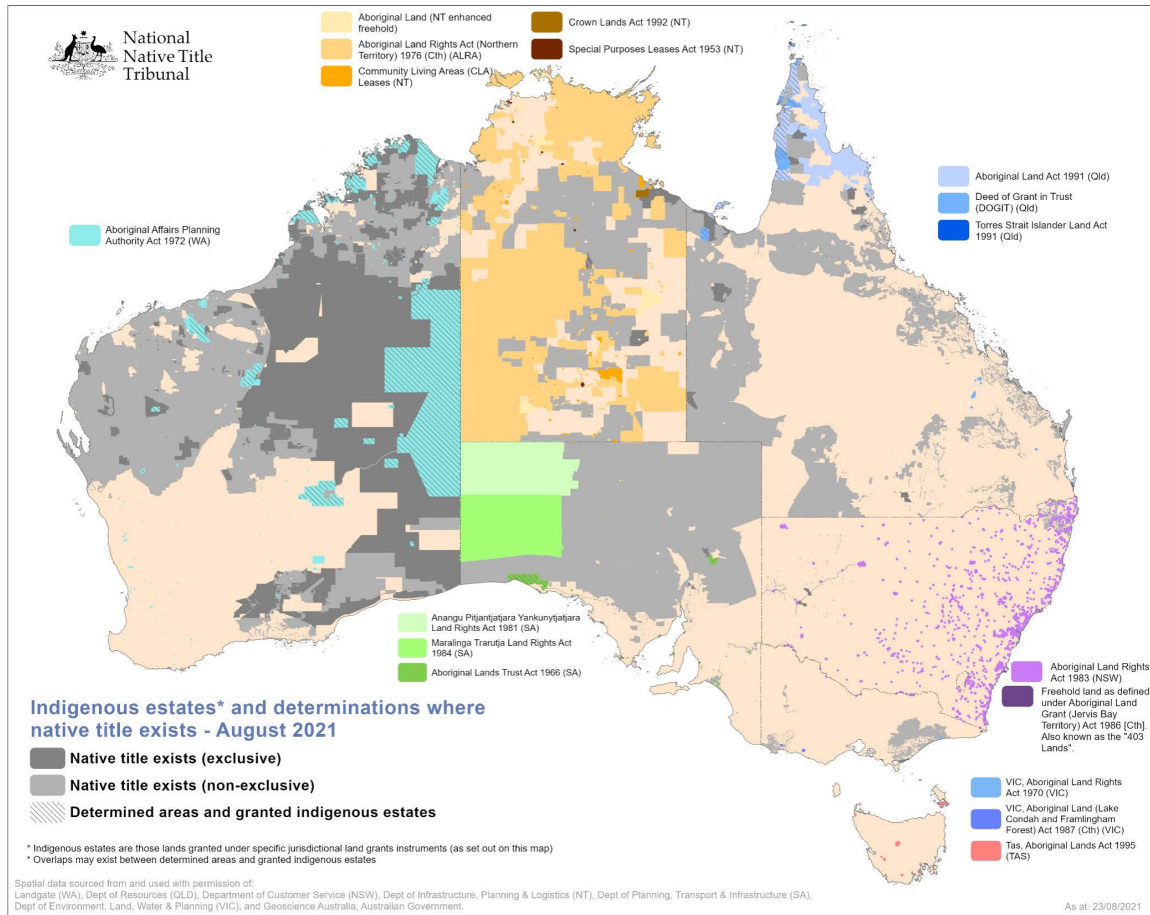 National
Native Title
Tribunal
Aboriginal Land (NT enhanced
freehold)
Aboriginal Land Rights Act (Northern
Territory) 1976 (Cth) (ALRA)
Community Living Areas (CLA)
Leases (NT)
Crown Lands Act 1992 (NT)
Special Purposes Leases Act 1953 (NT)
Aboriginal Land Act 1991 (Qld)
Deed of Grant in Trust
(DOGIT) (Qld)
Torres Strait Islander Land Act
1991 (Qld)
Aboriginal Affairs Planning
Authority Act 1972 (WA)
Anangu Pitjantjatjara Yankunytjatjara
Land Rights Act 1981 (SA)
Maralinga Trarutja Land Rights Act
1984 (SA)
Aboriginal Lands Trust Act 1966 (SA)
Aboriginal Land Rights
Act 1983 (NSW)
Freehold land as defined
under Aboriginal Land
Grant (Jervis Bay
Territory) Act 1986 [Cth].
Also known as the "403
Lands".
Indigenous estates* and determinations where
native title exists - August 2021
Native title exists (exclusive)
Native title exists (non-exclusive)
Determined areas and granted indigenous estates
VIC, Aboriginal Land Rights
Act 1970 (VIC)
VIC, Aboriginal Land (Lake
Condah and Framlingham
Forest) Act 1987 (Cth) (VIC)
Tas, Aboriginal Lands Act 1995
(TAS)
* Indigenous estates are those lands granted under specific jurisdictional land grants instruments (as set out on this map)
* Overlaps may exist between determined areas and granted indigenous estates
Spatial data sourced from and used with permission of:
Landgate (WA), Dept of Resources (QLD), Department of Customer Service (NSW), Dept of Infrastructure, Planning & Logistics (NT), Dept of Planning, Transport & Infrastructure (SA),
Dept of Environment, Land, Water & Planning (VIC), and Geoscience Australia, Australian Government.
As at: 23/08/2021